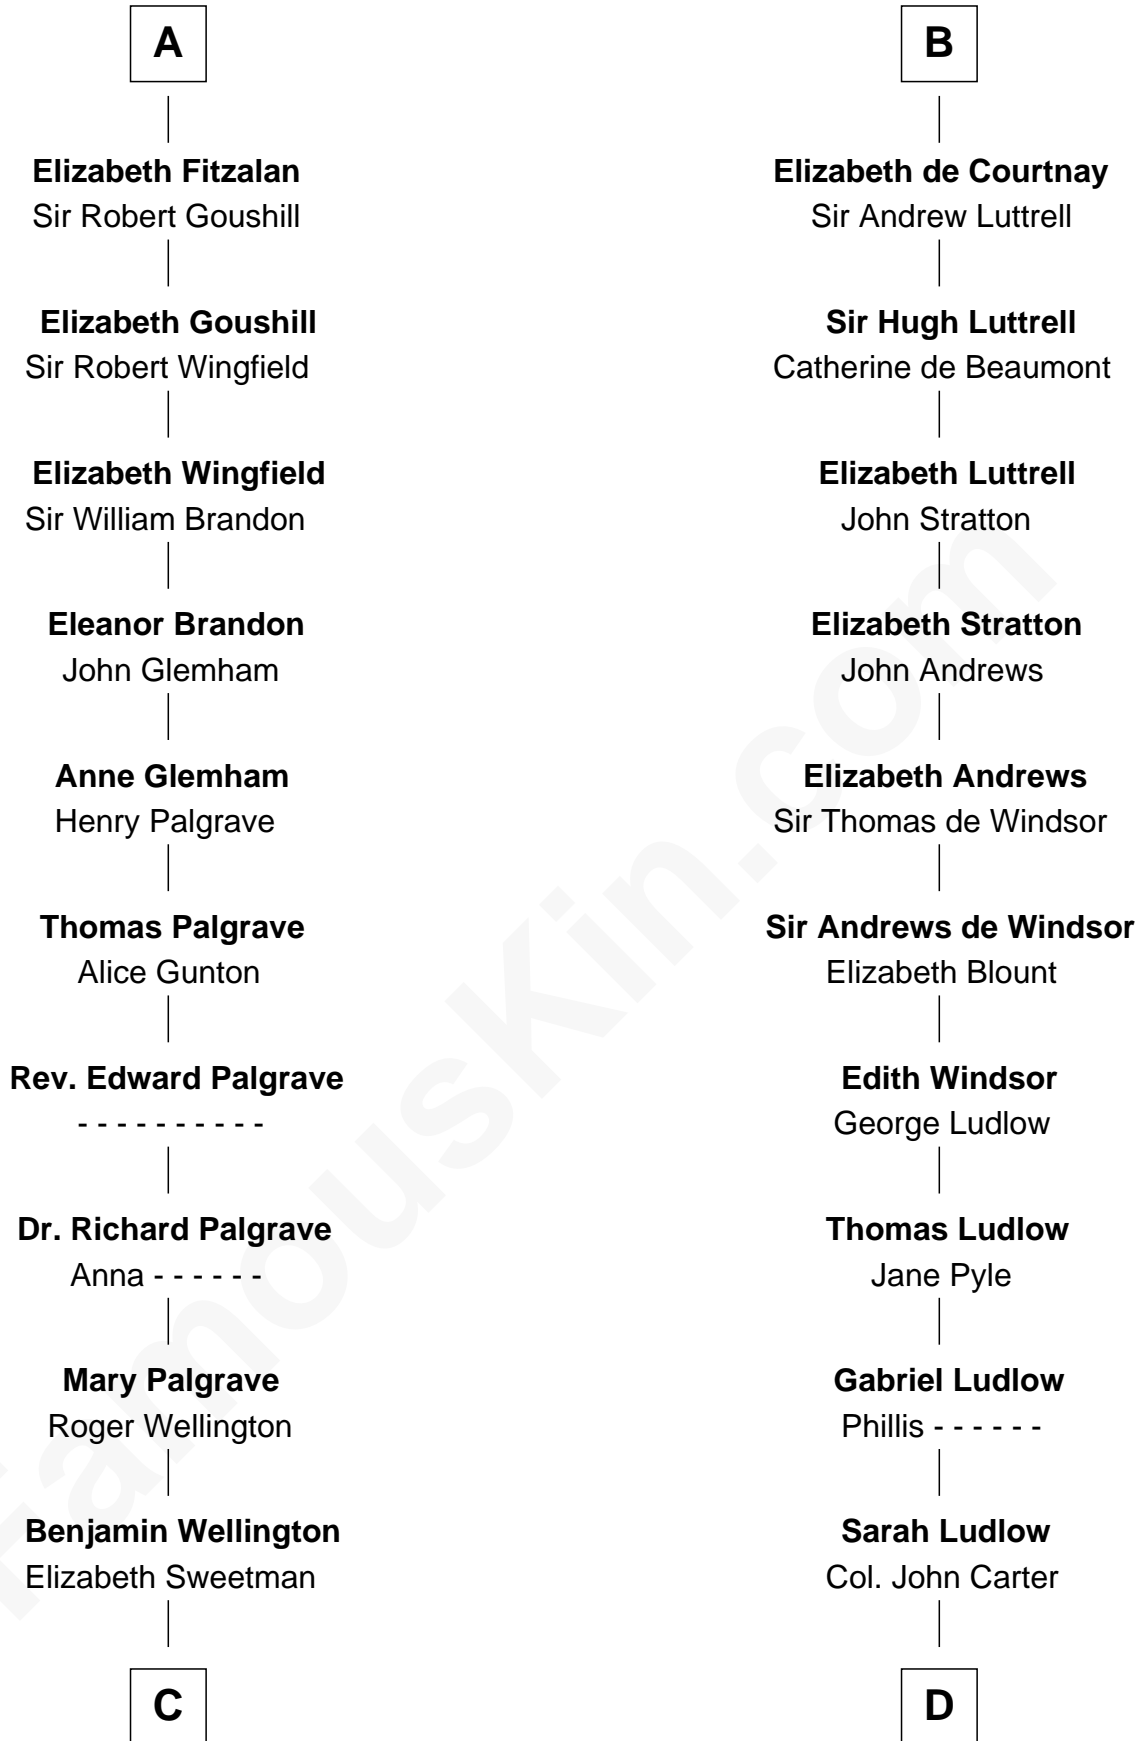 A
Elizabeth Fitzalan
Sir Robert Goushill
Elizabeth Goushill
Sir Robert Wingfield
Elizabeth Wingfield
Sir William Brandon
Eleanor Brandon
John Glemham
Anne Glemham
Henry Palgrave
Thomas Palgrave
Alice Gunton
Rev. Edward Palgrave
- - - - - - - - - -
Dr. Richard Palgrave
Anna - - - - - -
Mary Palgrave
Roger Wellington
Benjamin Wellington
Elizabeth Sweetman
C
B
Elizabeth de Courtnay
Sir Andrew Luttrell
Sir Hugh Luttrell
Catherine de Beaumont
Elizabeth Luttrell
John Stratton
Elizabeth Stratton
John Andrews
Elizabeth Andrews
Sir Thomas de Windsor
Sir Andrews de Windsor
Elizabeth Blount
Edith Windsor
George Ludlow
Thomas Ludlow
Jane Pyle
Gabriel Ludlow
Phillis - - - - - -
Sarah Ludlow
Col. John Carter
D
FamousKin.com